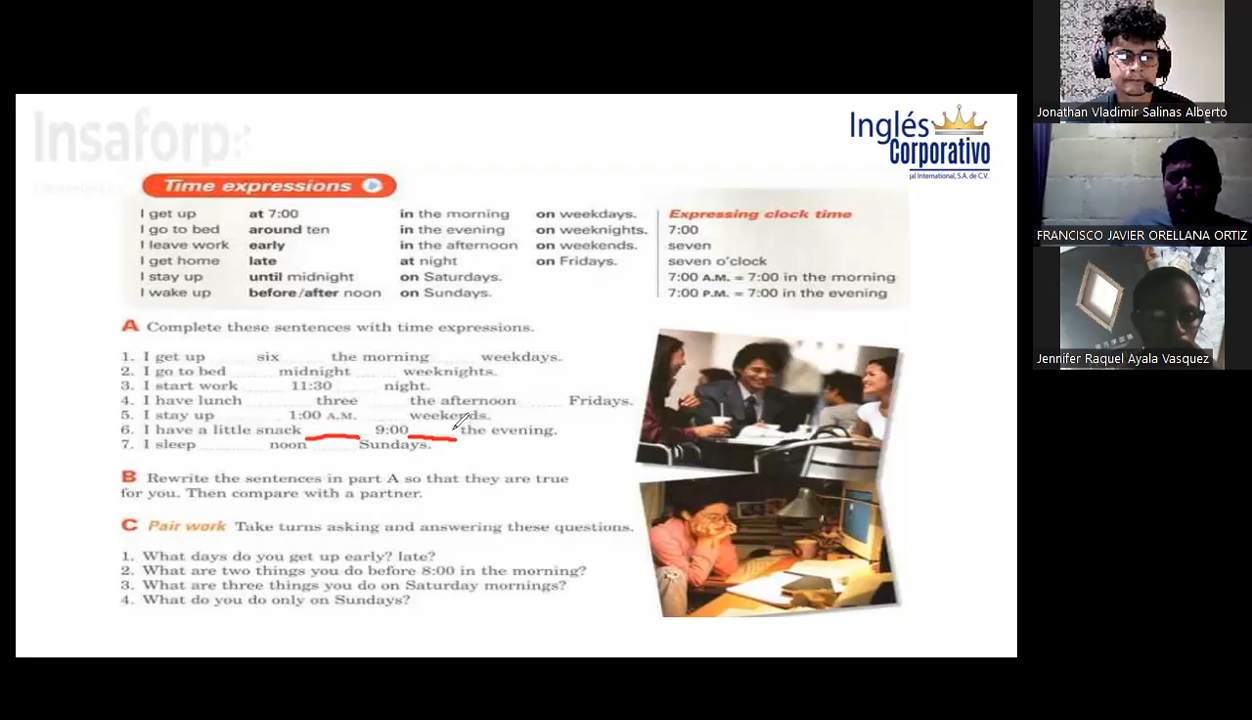 Insaforp
Inglés
Corporativo
Time expressions
I get up at 7:00 in the morning on weekdays.
I go to bed around ten in the evening on weeknights.
I leave work early in the afternoon on weekends.
I get home late at night on Fridays.
I stay up until midnight on Saturdays.
I wake up before/after noon on Sundays.
Expressing clock time
7:00
seven
seven o'clock
7:00 A.M. = 7:00 in the morning
7:00 P.M. = 7:00 in the evening
A Complete these sentences with time expressions.
1. I get up six the morning weekdays.
2. I go to bed midnight weeknights.
3. I start work 11:30 night.
4. I have lunch three the afternoon Fridays.
5. I stay up 1:00 A.M. weekends.
6. I have a little snack 9:00 the evening.
7. I sleep noon Sundays.
B Rewrite the sentences in part A so that they are true
for you. Then compare with a partner.
C Pair work Take turns asking and answering these questions.
1. What days do you get up early? late?
2. What are two things you do before 8:00 in the morning?
3. What are three things you do on Saturday mornings?
4. What do you do only on Sundays?
Jonathan Vladimir Salinas Alberto
FRANCISCO JAVIER ORELLANA ORTIZ
Jennifer Raquel Ayala Vasquez